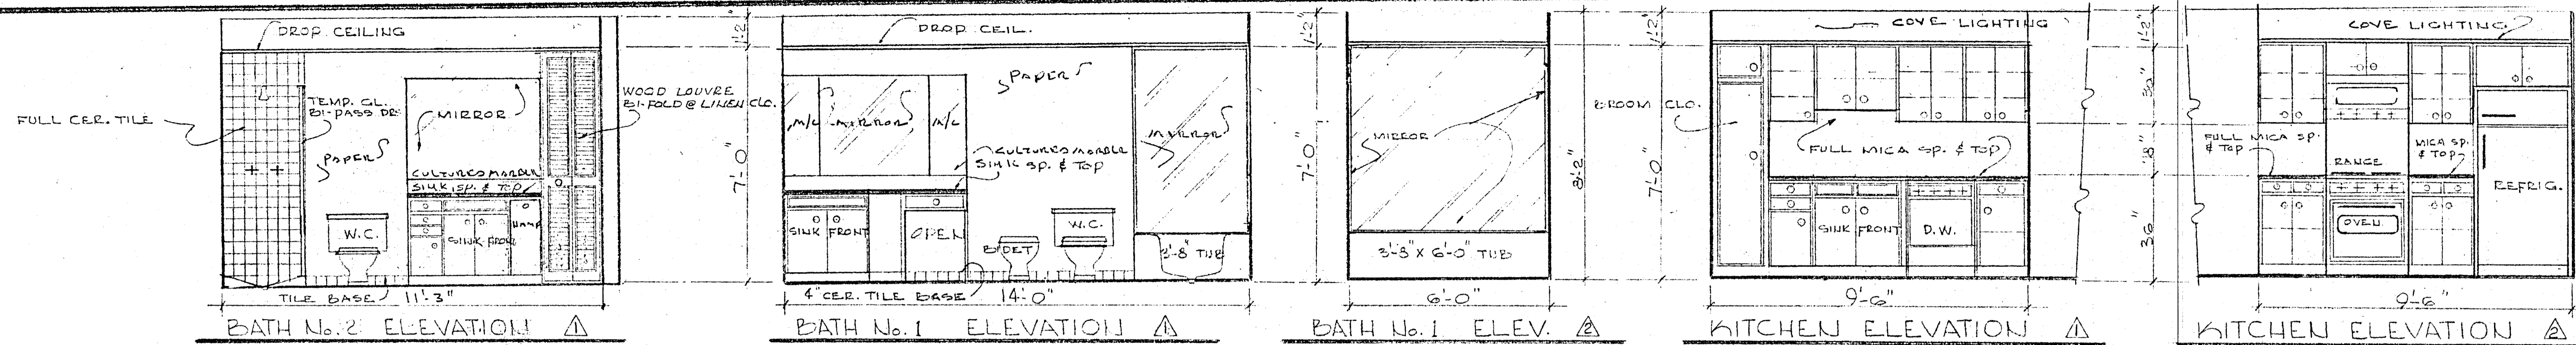 DROP CEILING
FULL CER. TILE
TEMP. GL.
BI-PASS DR.
PAPER
MIRROR
CULTURED MARBLE
SINK, SP. & TOP
W.C.
SINK FRONT
HAMP
WOOD LOUVRE
BI-FOLD @ LINEN CLO.
1'-2"
7'-0"
TILE BASE
11'-3"
BATH No. 2 ELEVATION 1
DROP CEIL.
PAPER
M/C
MIRROR
M/C
CULTURED MARBLE
SINK SP. & TOP
MIRROR
SINK FRONT
OPEN
BIDET
W.C.
3'-8" TUB
1'-2"
7'-0"
4" CER. TILE BASE
14'-0"
BATH No. 1 ELEVATION 1
MIRROR
3'-8" X 6'-0" TUB
8'-2"
6'-0"
BATH No. 1 ELEV. 2
1'-2"
7'-0"
BROOM CLO.
COVE LIGHTING
FULL MICA SP. & TOP
SINK FRONT
D.W.
9'-6"
KITCHEN ELEVATION 1
1'-2"
30"
18"
36"
COVE LIGHTING
FULL MICA SP.
& TOP
RANGE
MICA SP.
& TOP
OVEN
REFRIG.
9'-6"
KITCHEN ELEVATION 2